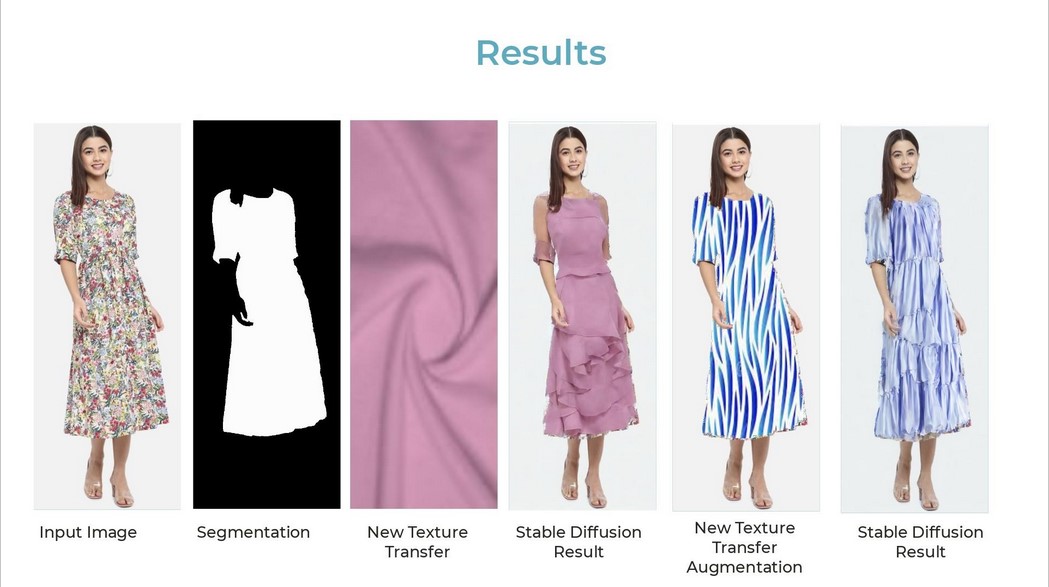 Results
Input Image
Segmentation
New Texture
Transfer
Stable Diffusion
Result
New Texture
Transfer
Augmentation
Stable Diffusion
Result